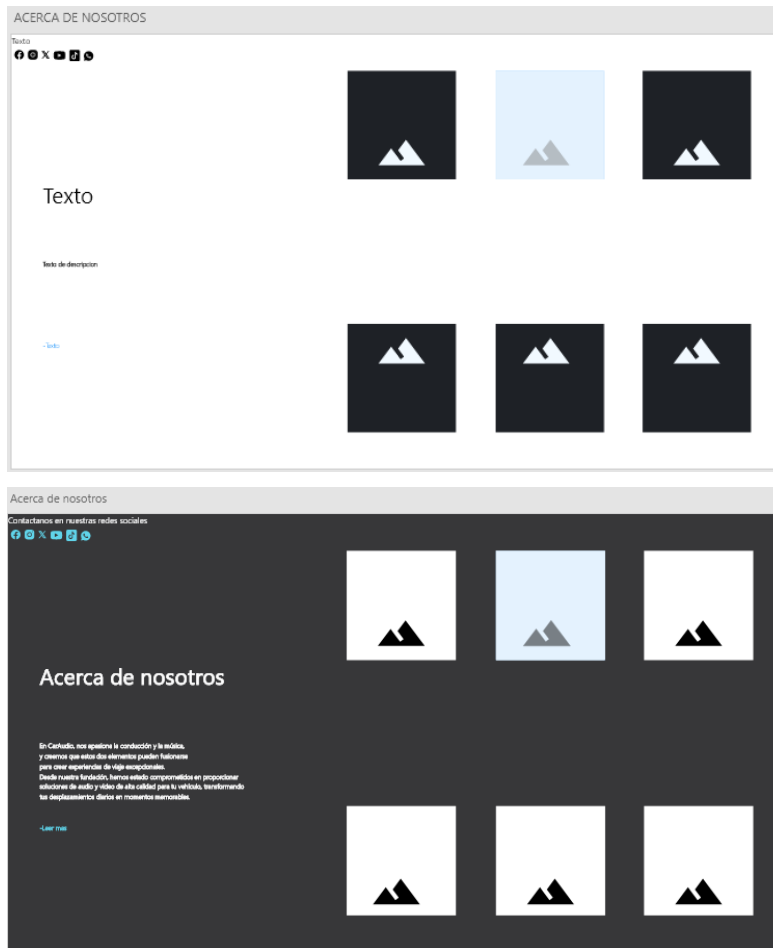 ACERCA DE NOSOTROS
Texto
Texto
Texto de descripcion
-Texto
Acerca de nosotros
Contactanos en nuestras redes sociales
Acerca de nosotros
En CarAudio, nos apasiona la conducción y la música,
y creemos que estos dos elementos pueden fusionarse
para crear experiencias de viaje excepcionales.
Desde nuestra fundación, hemos estado comprometidos en proporcionar
soluciones de audio y video de alta calidad para tu vehículo, transformando
tus desplazamientos diarios en momentos memorables.
-Leer mas